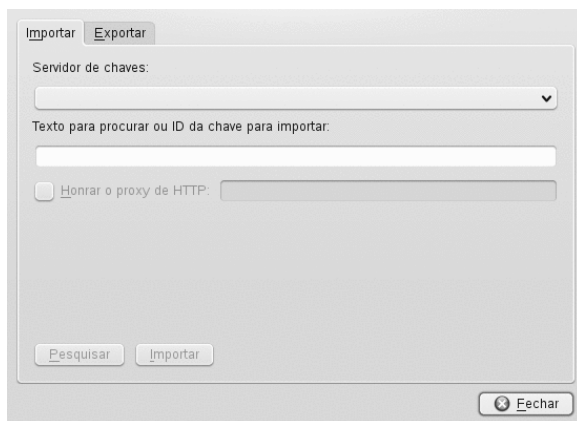 Importar Exportar
Servidor de chaves:
Texto para procurar ou ID da chave para importar:
Honrar o proxy de HTTP:
Pesquisar Importar
Fechar